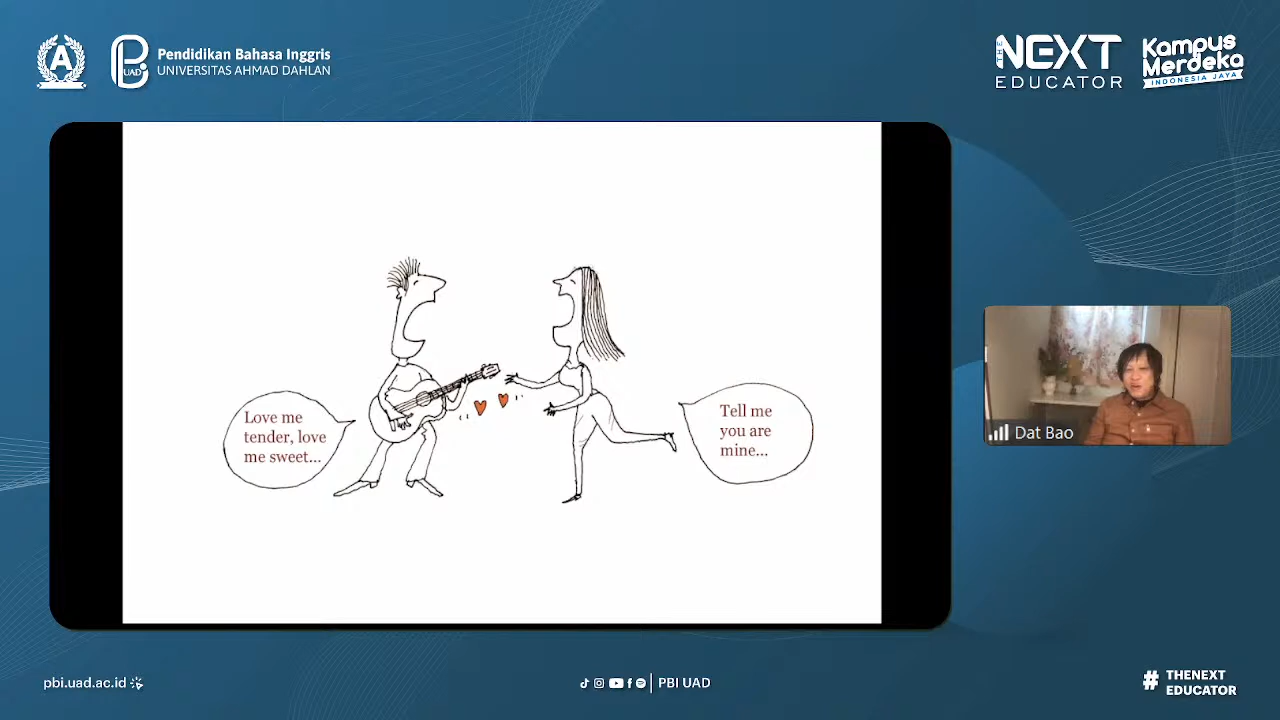 A
UAD
Pendidikan Bahasa Inggris
UNIVERSITAS AHMAD DAHLAN
THE
NEXT
EDUCATOR
Kampus
Merdeka
INDONESIA JAYA
Love me
tender, love
me sweet...
Tell me
you are
mine...
Dat Bao
pbi.uad.ac.id
PBI UAD
# THENEXT
EDUCATOR